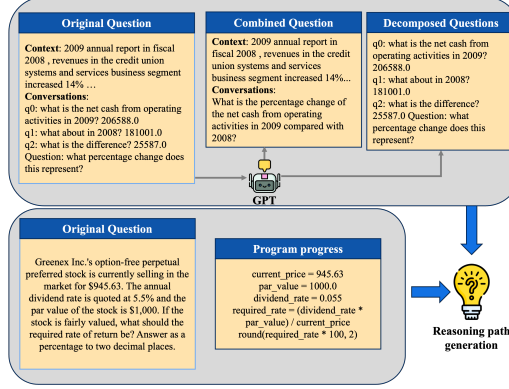 Original Question
Context: 2009 annual report in fiscal
2008 , revenues in the credit union
systems and services business segment
increased 14% …
Conversations:
q0: what is the net cash from operating
activities in 2009? 206588.0
q1: what about in 2008? 181001.0
q2: what is the difference? 25587.0
Question: what percentage change does
this represent?
Combined Question
Context: 2009 annual report in
fiscal 2008 , revenues in the credit
union systems and services
business segment increased 14%...
Conversations:
What is the percentage change of
the net cash from operating
activities in 2009 compared with
2008?
Decomposed Questions
q0: what is the net cash from
operating activities in 2009?
206588.0
q1: what about in 2008?
181001.0
q2: what is the difference?
25587.0 Question: what
percentage change does this
represent?
GPT
Original Question
Greenex Inc.'s option-free perpetual
preferred stock is currently selling in the
market for $945.63. The annual
dividend rate is quoted at 5.5% and the
par value of the stock is $1,000. If the
stock is fairly valued, what should the
required rate of return be? Answer as a
percentage to two decimal places.
Program progress
current_price = 945.63
par_value = 1000.0
dividend_rate = 0.055
required_rate = (dividend_rate *
par_value) / current_price
round(required_rate * 100, 2)
Reasoning path
generation